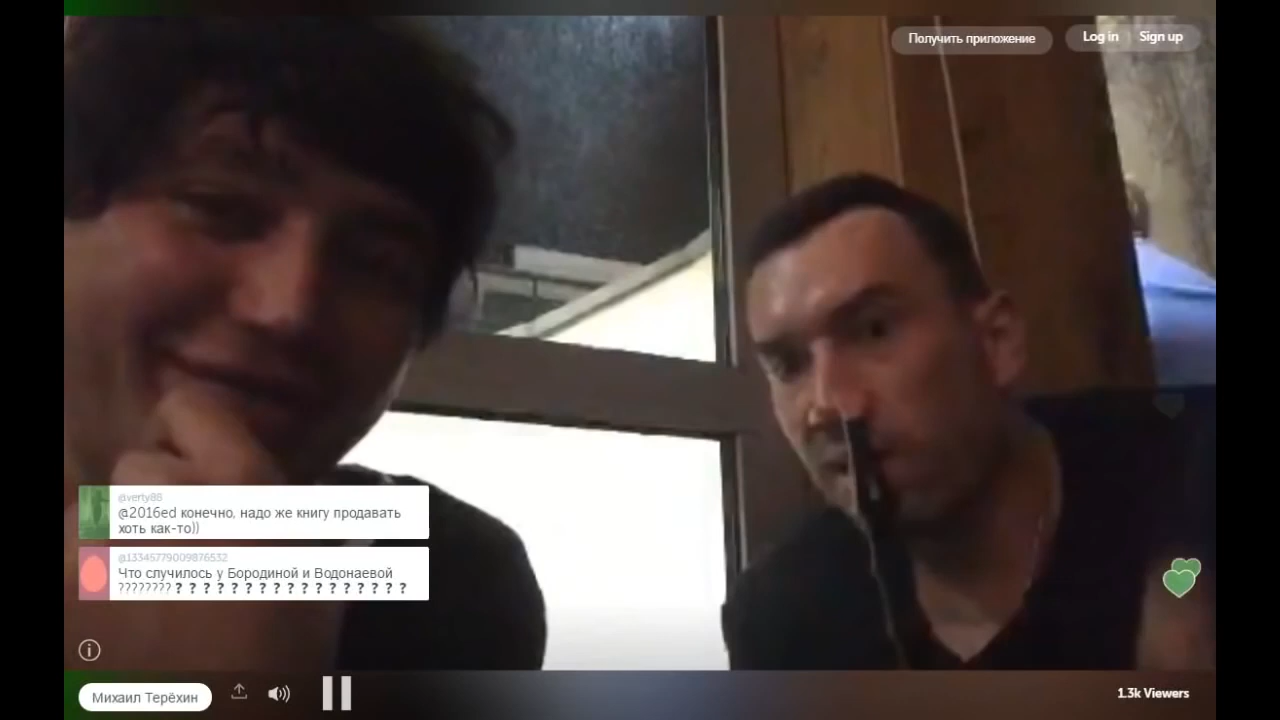 Получить приложение
Log in
Sign up
@verty88
@2016ed конечно, надо же книгу продавать
хоть как-то))
@13345779009876532
Что случилось у Бородиной и Водонаевой
???????? ? ? ? ? ? ? ? ? ? ? ? ? ? ? ? ? ?
Михаил Терёхин
1.3k Viewers